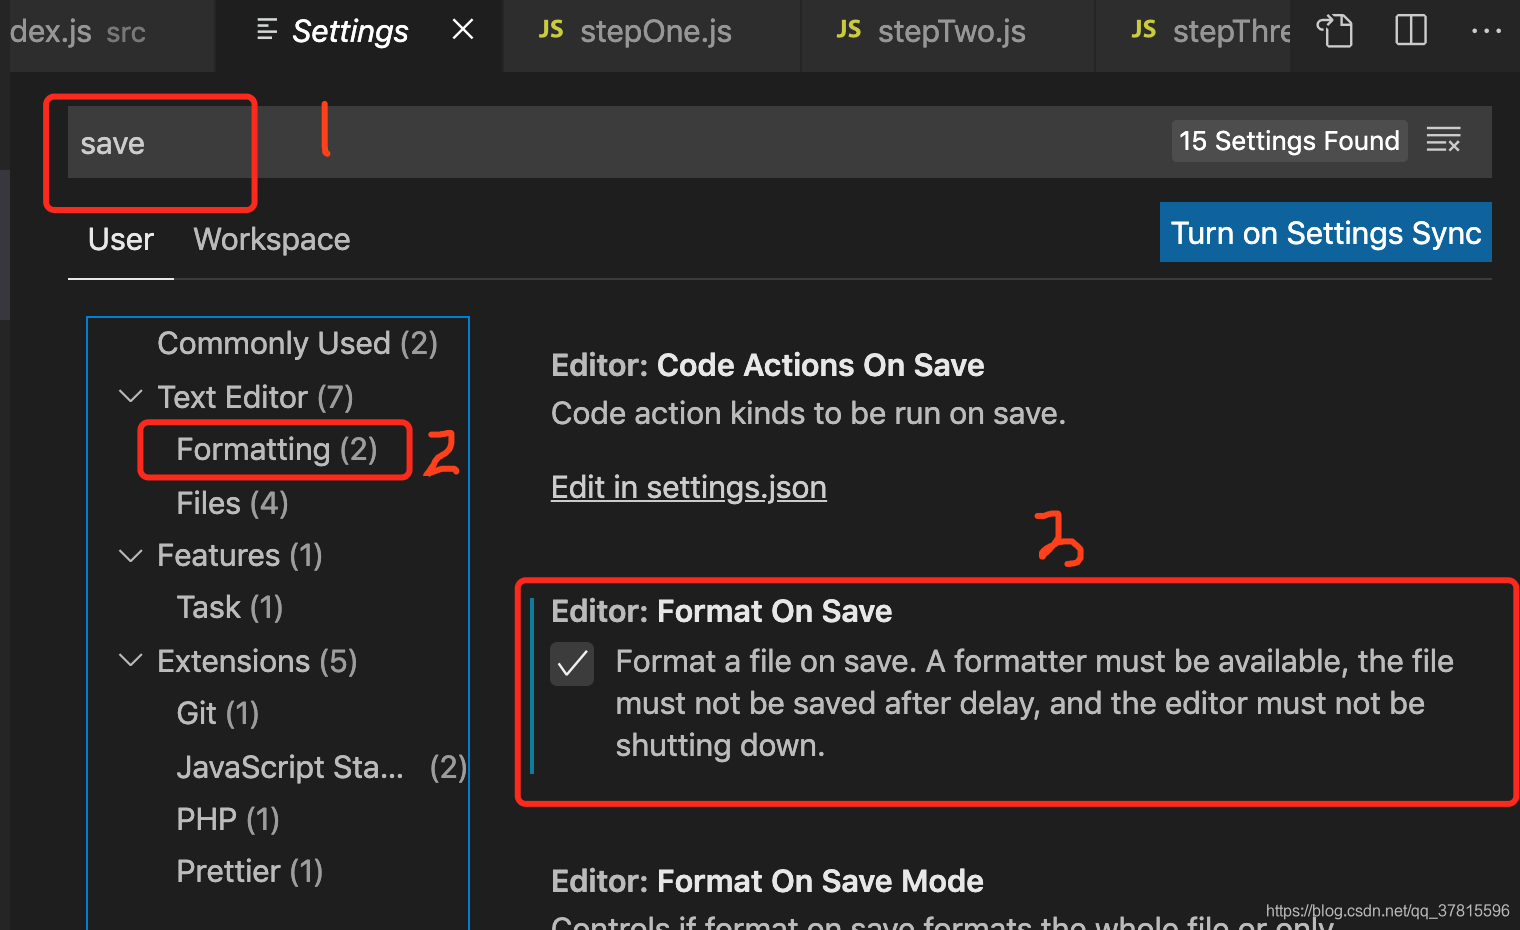 dex.js src
Settings
JS stepOne.js
JS stepTwo.js
JS stepThre
save
1
15 Settings Found
User
Workspace
Turn on Settings Sync
Commonly Used (2)
Text Editor (7)
Formatting (2)
2
Files (4)
Features (1)
Task (1)
Extensions (5)
Git (1)
JavaScript Sta... (2)
PHP (1)
Prettier (1)
Editor: Code Actions On Save
Code action kinds to be run on save.
Edit in settings.json
3
Editor: Format On Save
Format a file on save. A formatter must be available, the file
must not be saved after delay, and the editor must not be
shutting down.
Editor: Format On Save Mode
Controls if format on save formats the whole file or only
https://blog.csdn.net/qq_37815596